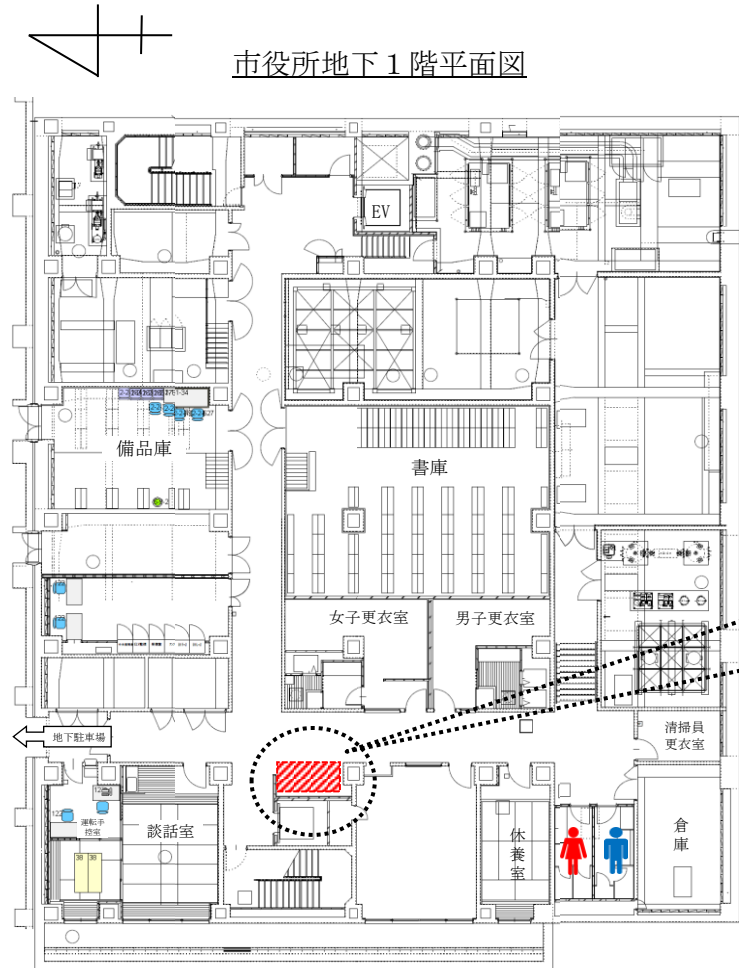 市役所地下１階平面図
EV
備品庫
書庫
女子更衣室
男子更衣室
地下駐車場
清掃員
更衣室
運転手
控室
談話室
休養室
倉庫
38
38